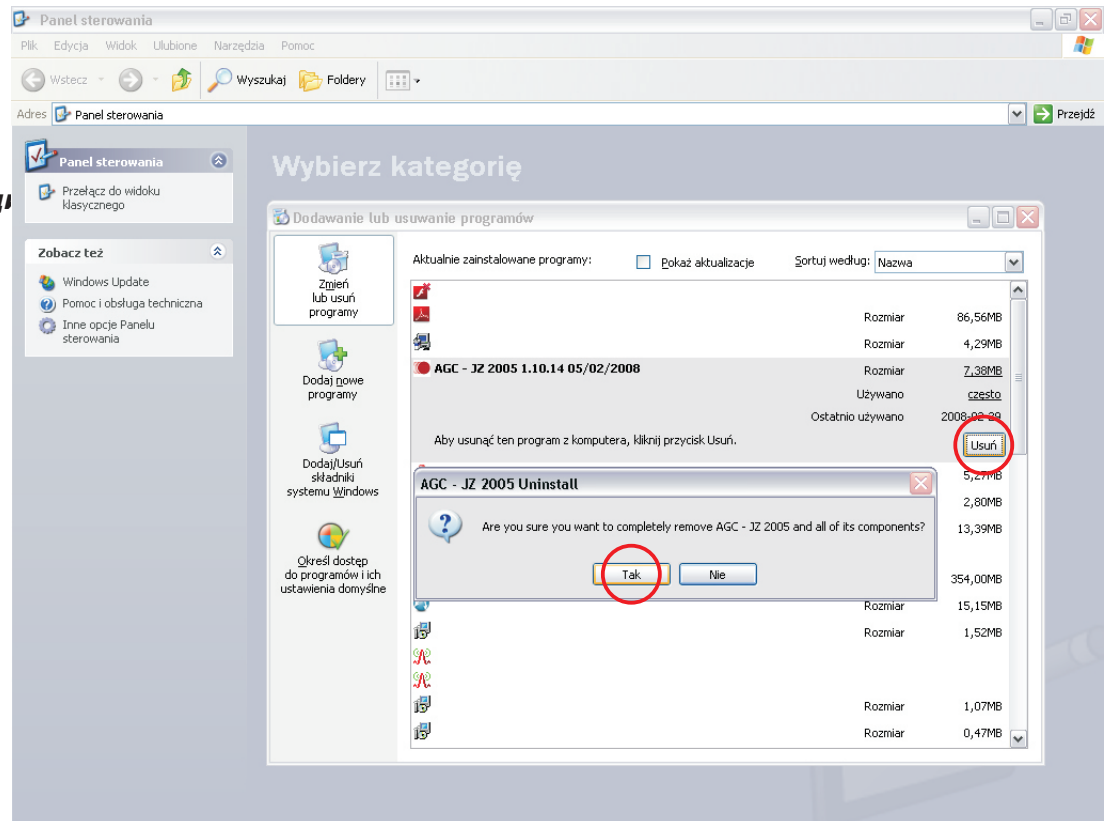 Panel sterowania
Plik Edycja Widok Ulubione Narzędzia Pomoc
Wstecz Wyszukaj Foldery
Adres Panel sterowania Przejdź
Panel sterowania
Przełącz do widoku
klasycznego
Zobacz też
Windows Update
Pomoc i obsługa techniczna
Inne opcje Panelu
sterowania
Wybierz kategorię
Dodawanie lub usuwanie programów
Zmień
lub usuń
programy
Dodaj nowe
programy
Dodaj/Usuń
składniki
systemu Windows
Określ dostęp
do programów i ich
ustawienia domyślne
Aktualnie zainstalowane programy: Pokaż aktualizacje Sortuj według: Nazwa
Rozmiar 86,56MB
Rozmiar 4,29MB
AGC - JZ 2005 1.10.14 05/02/2008 Rozmiar 7,38MB
Używano często
Ostatnio używano 2008-02-29
Aby usunąć ten program z komputera, kliknij przycisk Usuń. Usuń
5,27MB
2,80MB
13,39MB
354,00MB
AGC - JZ 2005 Uninstall
Are you sure you want to completely remove AGC - JZ 2005 and all of its components?
Tak Nie
Rozmiar 15,15MB
Rozmiar 1,52MB
Rozmiar 1,07MB
Rozmiar 0,47MB